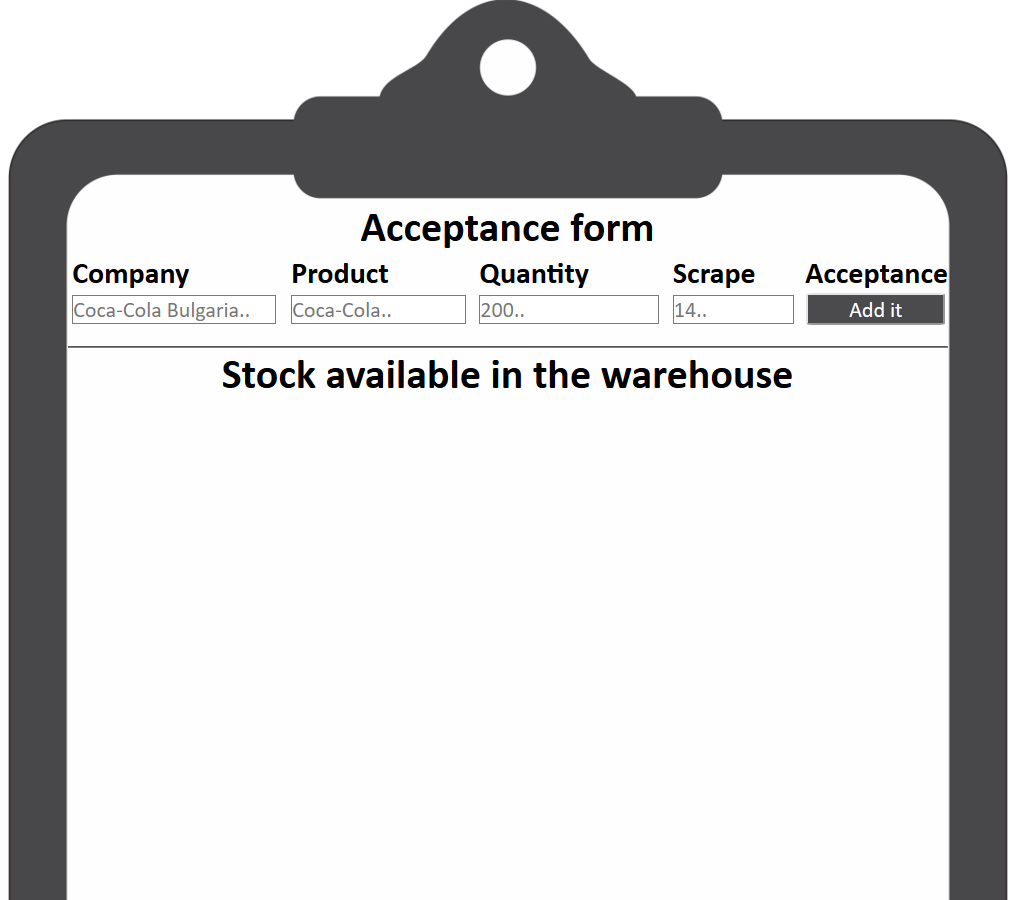 Acceptance form
Company Product Quantity Scrape Acceptance
Coca-Cola Bulgaria.. Coca-Cola.. 200.. 14.. Add it
Stock available in the warehouse